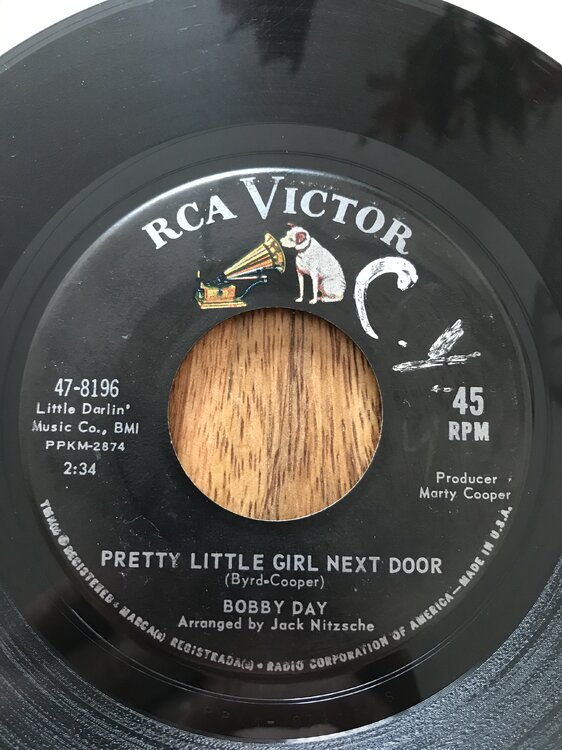 RCA VICTOR
47-8196
Little Darlin'
Music Co., BMI
PPKM-2874
2:34
45
RPM
Producer
Marty Cooper
PRETTY LITTLE GIRL NEXT DOOR
(Byrd-Cooper)
BOBBY DAY
Arranged by Jack Nitzsche
TMK(s) ® REGISTERED • MARCA(s) REGISTRADA(s) • RADIO CORPORATION OF AMERICA—MADE IN U.S.A.